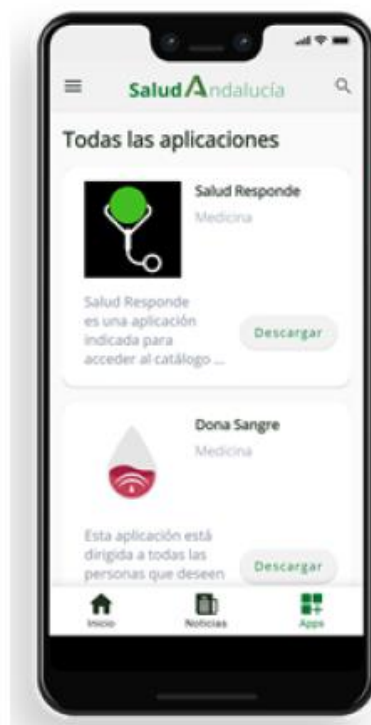 Salud Andalucía
Todas las aplicaciones
Salud Responde
Medicina
Salud Responde
es una aplicación
indicada para
acceder al catálogo ...
Descargar
Dona Sangre
Medicina
Esta aplicación está
dirigida a todas las
personas que deseen
Descargar
Inicio
Noticias
Apps